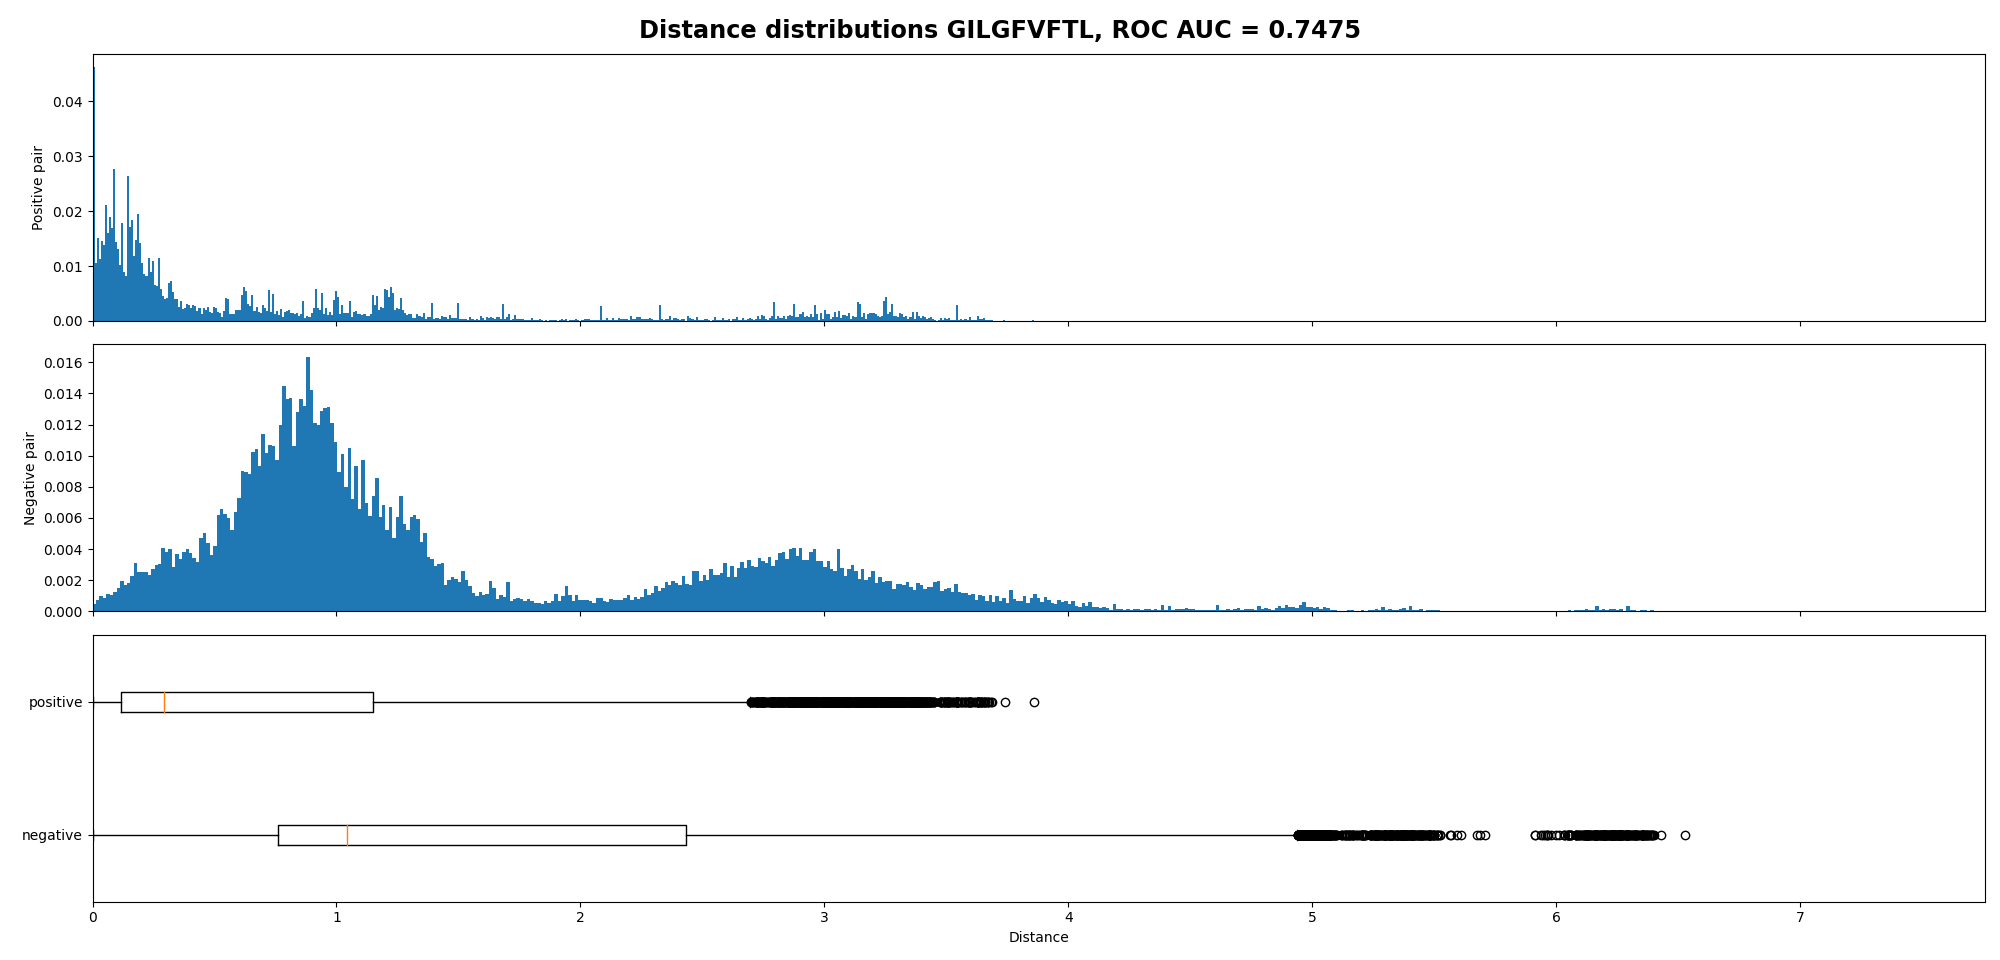 Distance distributions GILGFVFTL, ROC AUC = 0.7475
Positive pair
0.04
0.03
0.02
0.01
0.00
Negative pair
0.016
0.014
0.012
0.010
0.008
0.006
0.004
0.002
0.000
positive
negative
0 1 2 3 4 5 6 7
Distance